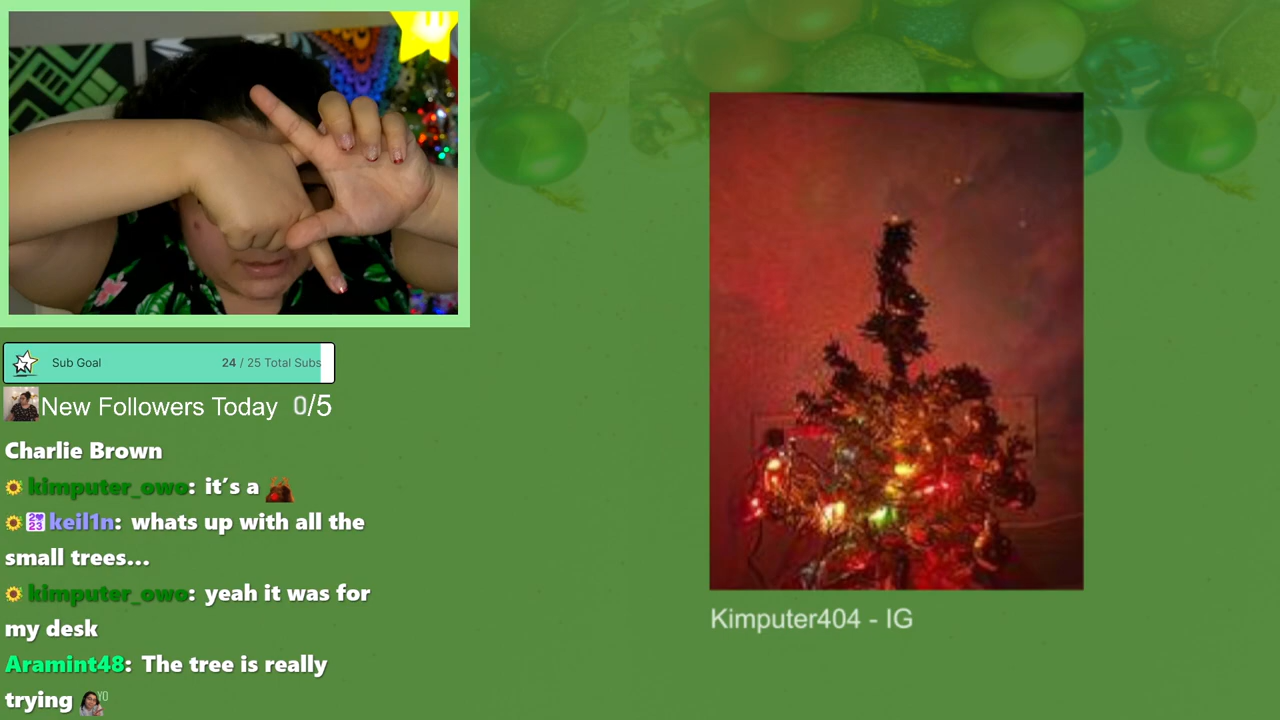 Sub Goal 24 / 25 Total Subs
New Followers Today 0/5
Charlie Brown
kimputer_owo: it's a
keil1n: whats up with all the
small trees...
kimputer_owo: yeah it was for
my desk
Aramint48: The tree is really
trying YO
Kimputer404 - IG